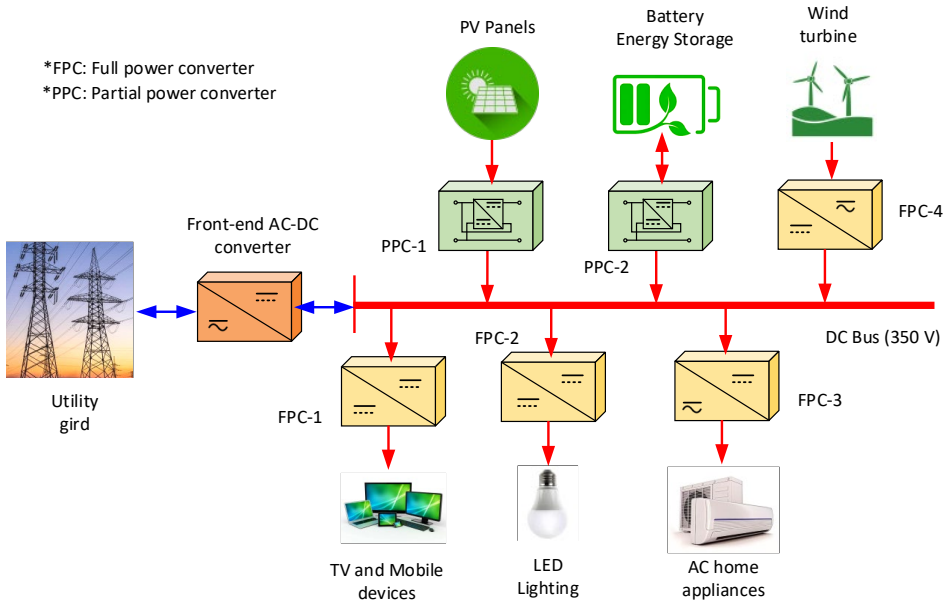 PV Panels
Battery
Energy Storage
Wind
turbine
*FPC: Full power converter
*PPC: Partial power converter
PPC-1
PPC-2
FPC-4
Front-end AC-DC
converter
DC Bus (350 V)
Utility
gird
FPC-1
FPC-2
FPC-3
TV and Mobile
devices
LED
Lighting
AC home
appliances